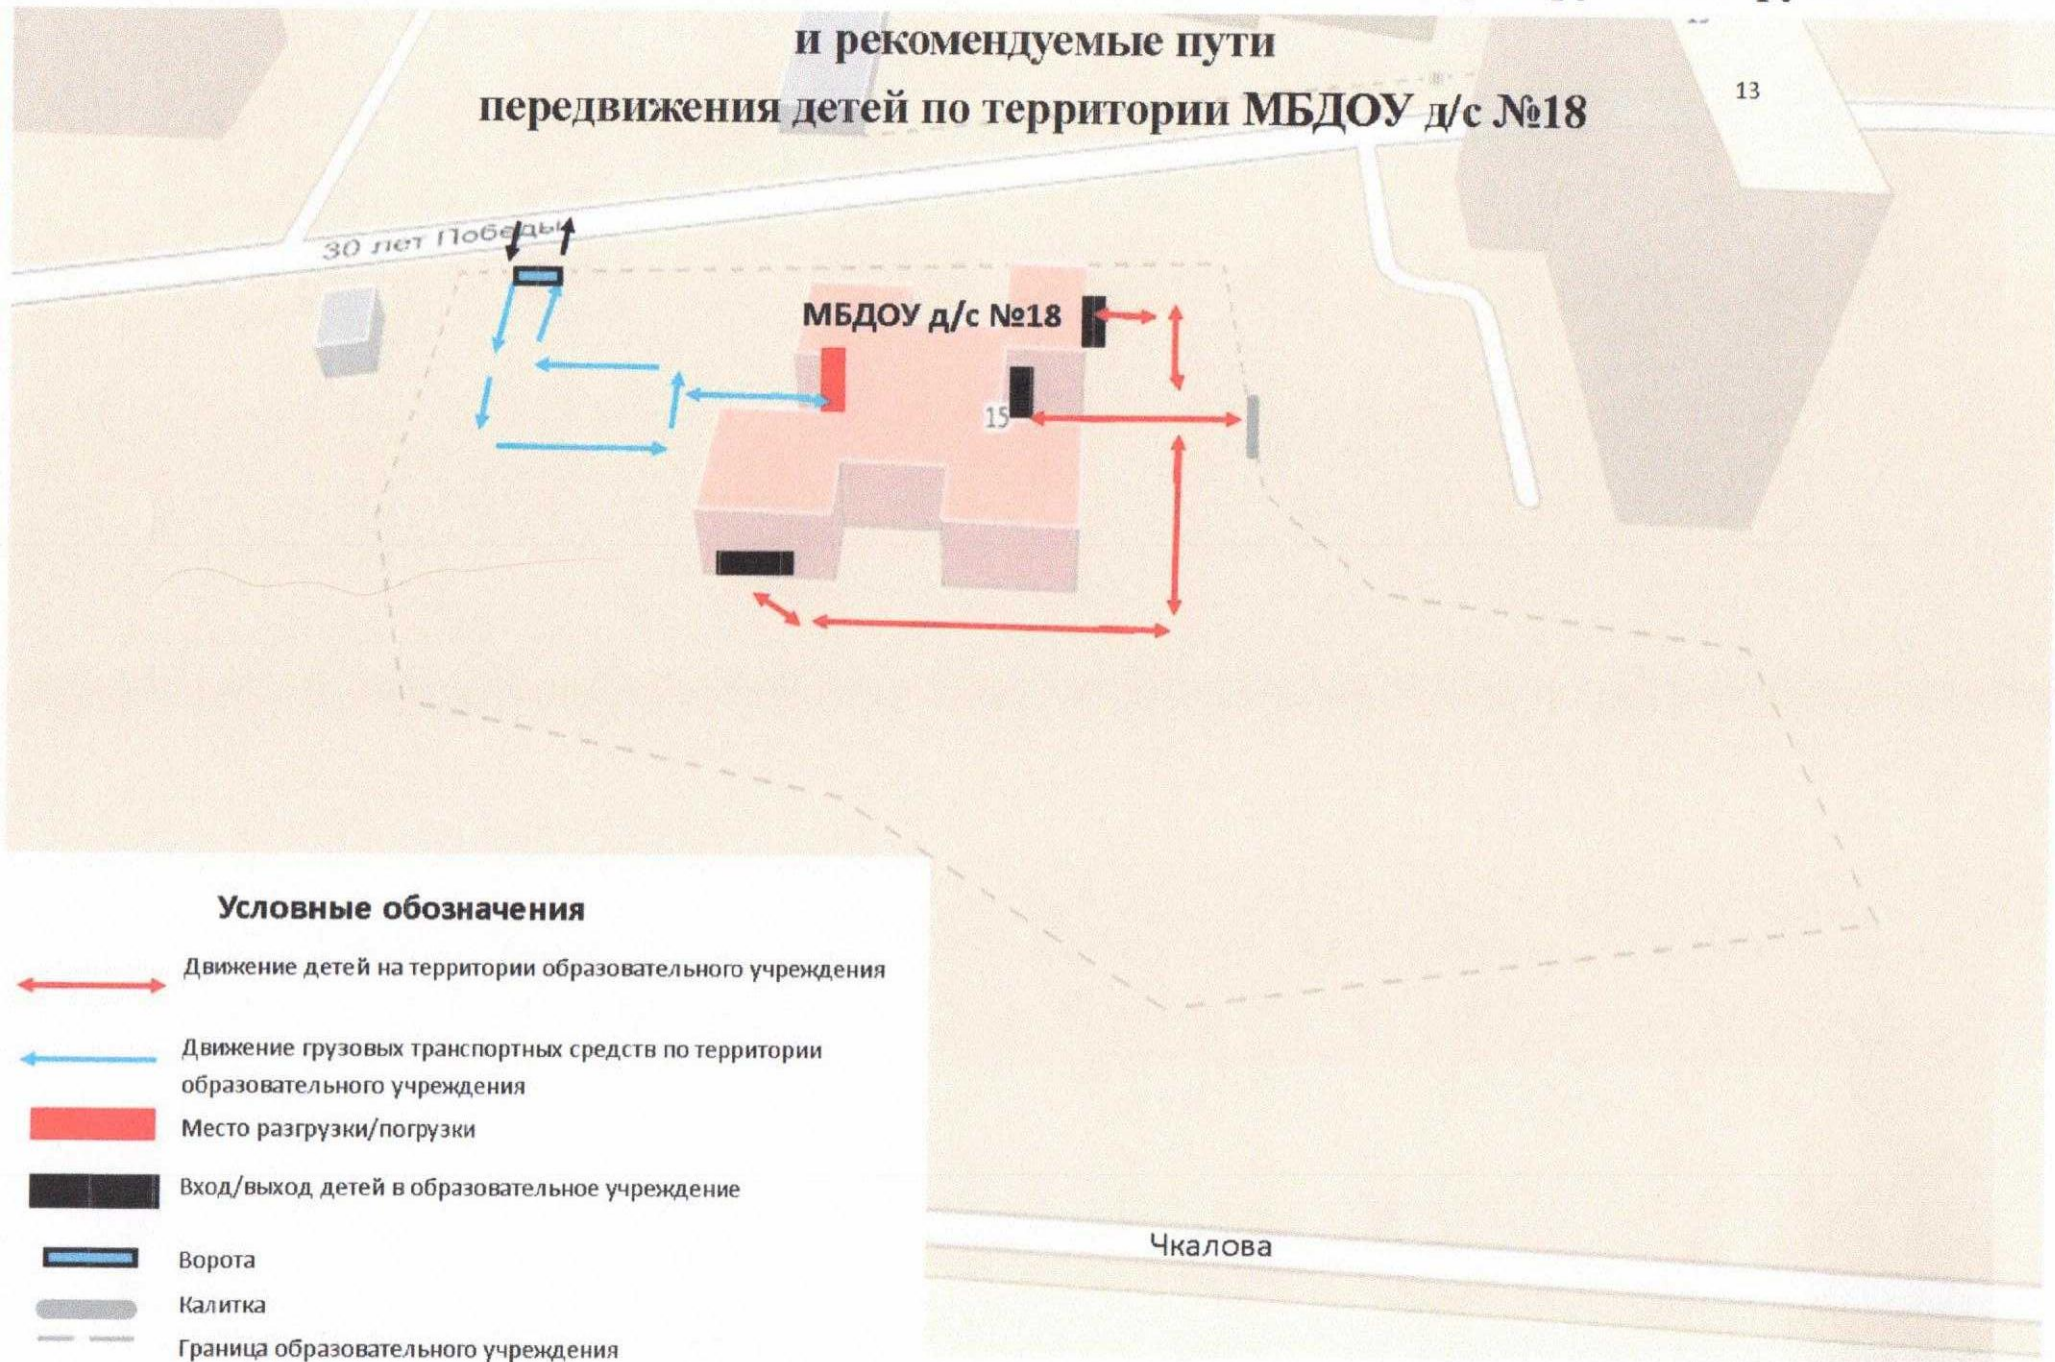 и рекомендуемые пути
передвижения детей по территории МБДОУ д/с №18
13
30 лет Победы
МБДОУ д/с №18
15
Условные обозначения
Движение детей на территории образовательного учреждения
Движение грузовых транспортных средств по территории
образовательного учреждения
Место разгрузки/погрузки
Вход/выход детей в образовательное учреждение
Ворота
Калитка
Граница образовательного учреждения
Чкалова